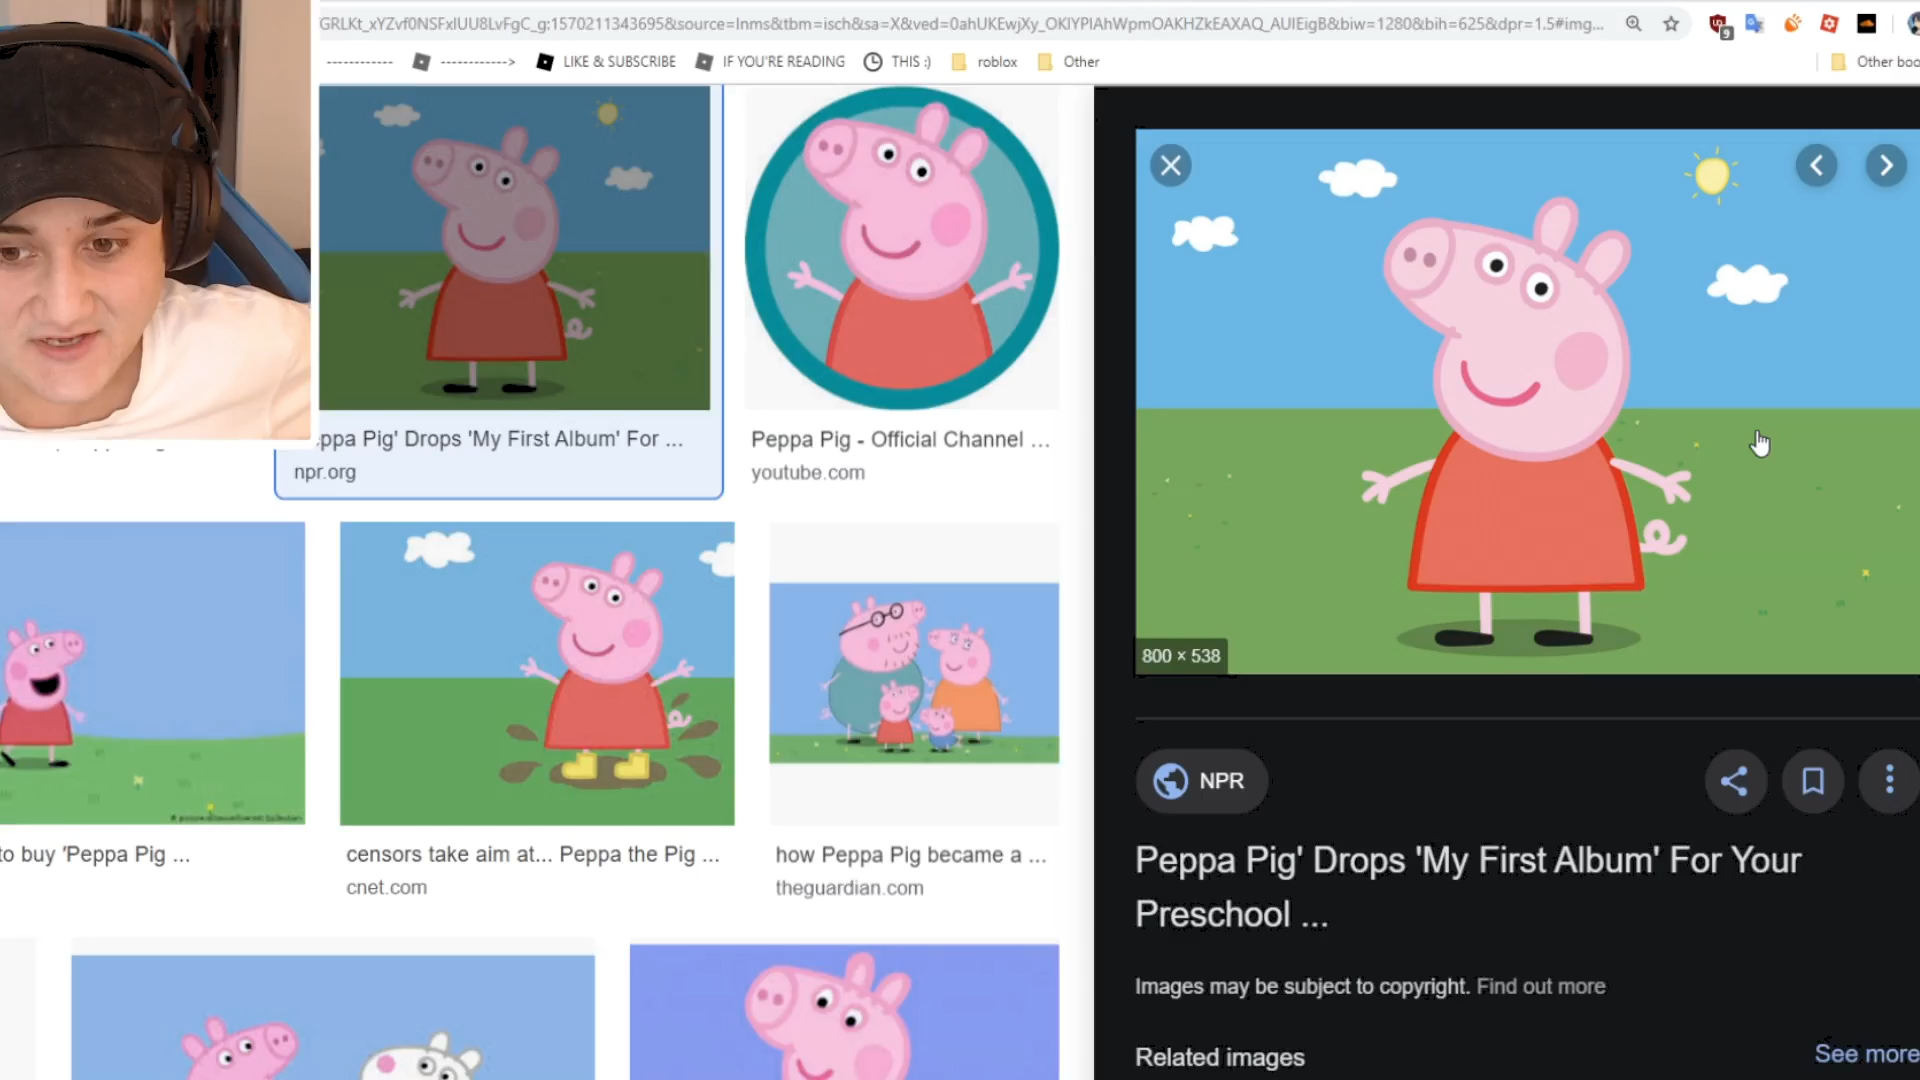 GRLKt_xYZvf0NSFxlUU8LvFgC_g:1570211343695&source=lnms&tbm=isch&sa=X&ved=0ahUKEwjXy_OKlYPlAhWpmOAKHZkEAXAQ_AUIEigB&biw=1280&bih=625&dpr=1.5#img...
9
------------ -----------> LIKE & SUBSCRIBE IF YOU'RE READING THIS :) roblox Other Other boo
ppa Pig' Drops 'My First Album' For ...
npr.org
Peppa Pig - Official Channel ...
youtube.com
800 × 538
to buy 'Peppa Pig ...
censors take aim at... Peppa the Pig ...
cnet.com
how Peppa Pig became a ...
theguardian.com
NPR
Peppa Pig' Drops 'My First Album' For Your
Preschool ...
Images may be subject to copyright. Find out more
Related images
See more